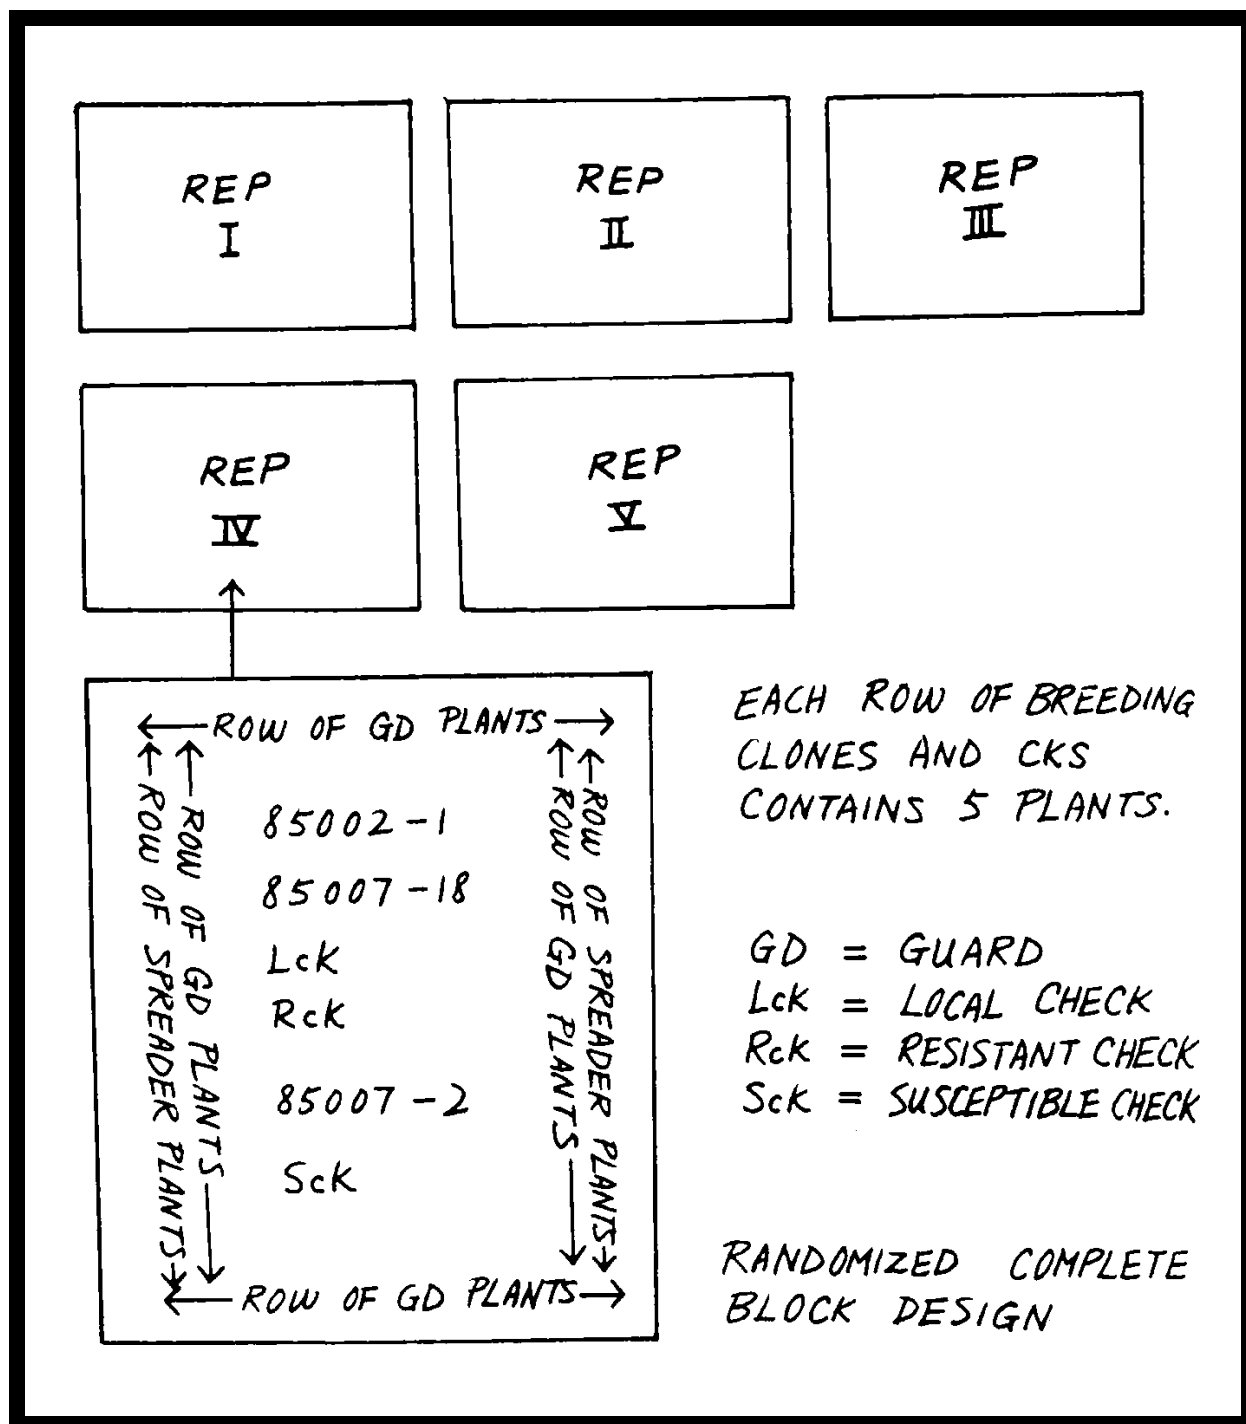 REP
I
REP
II
REP
III
REP
IV
REP
V
ROW OF GD PLANTS
ROW OF SPREADER PLANTS
ROW OF GD PLANTS
85002-1
85007-18
LcK
RcK
85007-2
ScK
ROW OF GD PLANTS
ROW OF SPREADER PLANTS
ROW OF GD PLANTS
EACH ROW OF BREEDING
CLONES AND CKS
CONTAINS 5 PLANTS.
GD = GUARD
LcK = LOCAL CHECK
RcK = RESISTANT CHECK
ScK = SUSCEPTIBLE CHECK
RANDOMIZED COMPLETE
BLOCK DESIGN